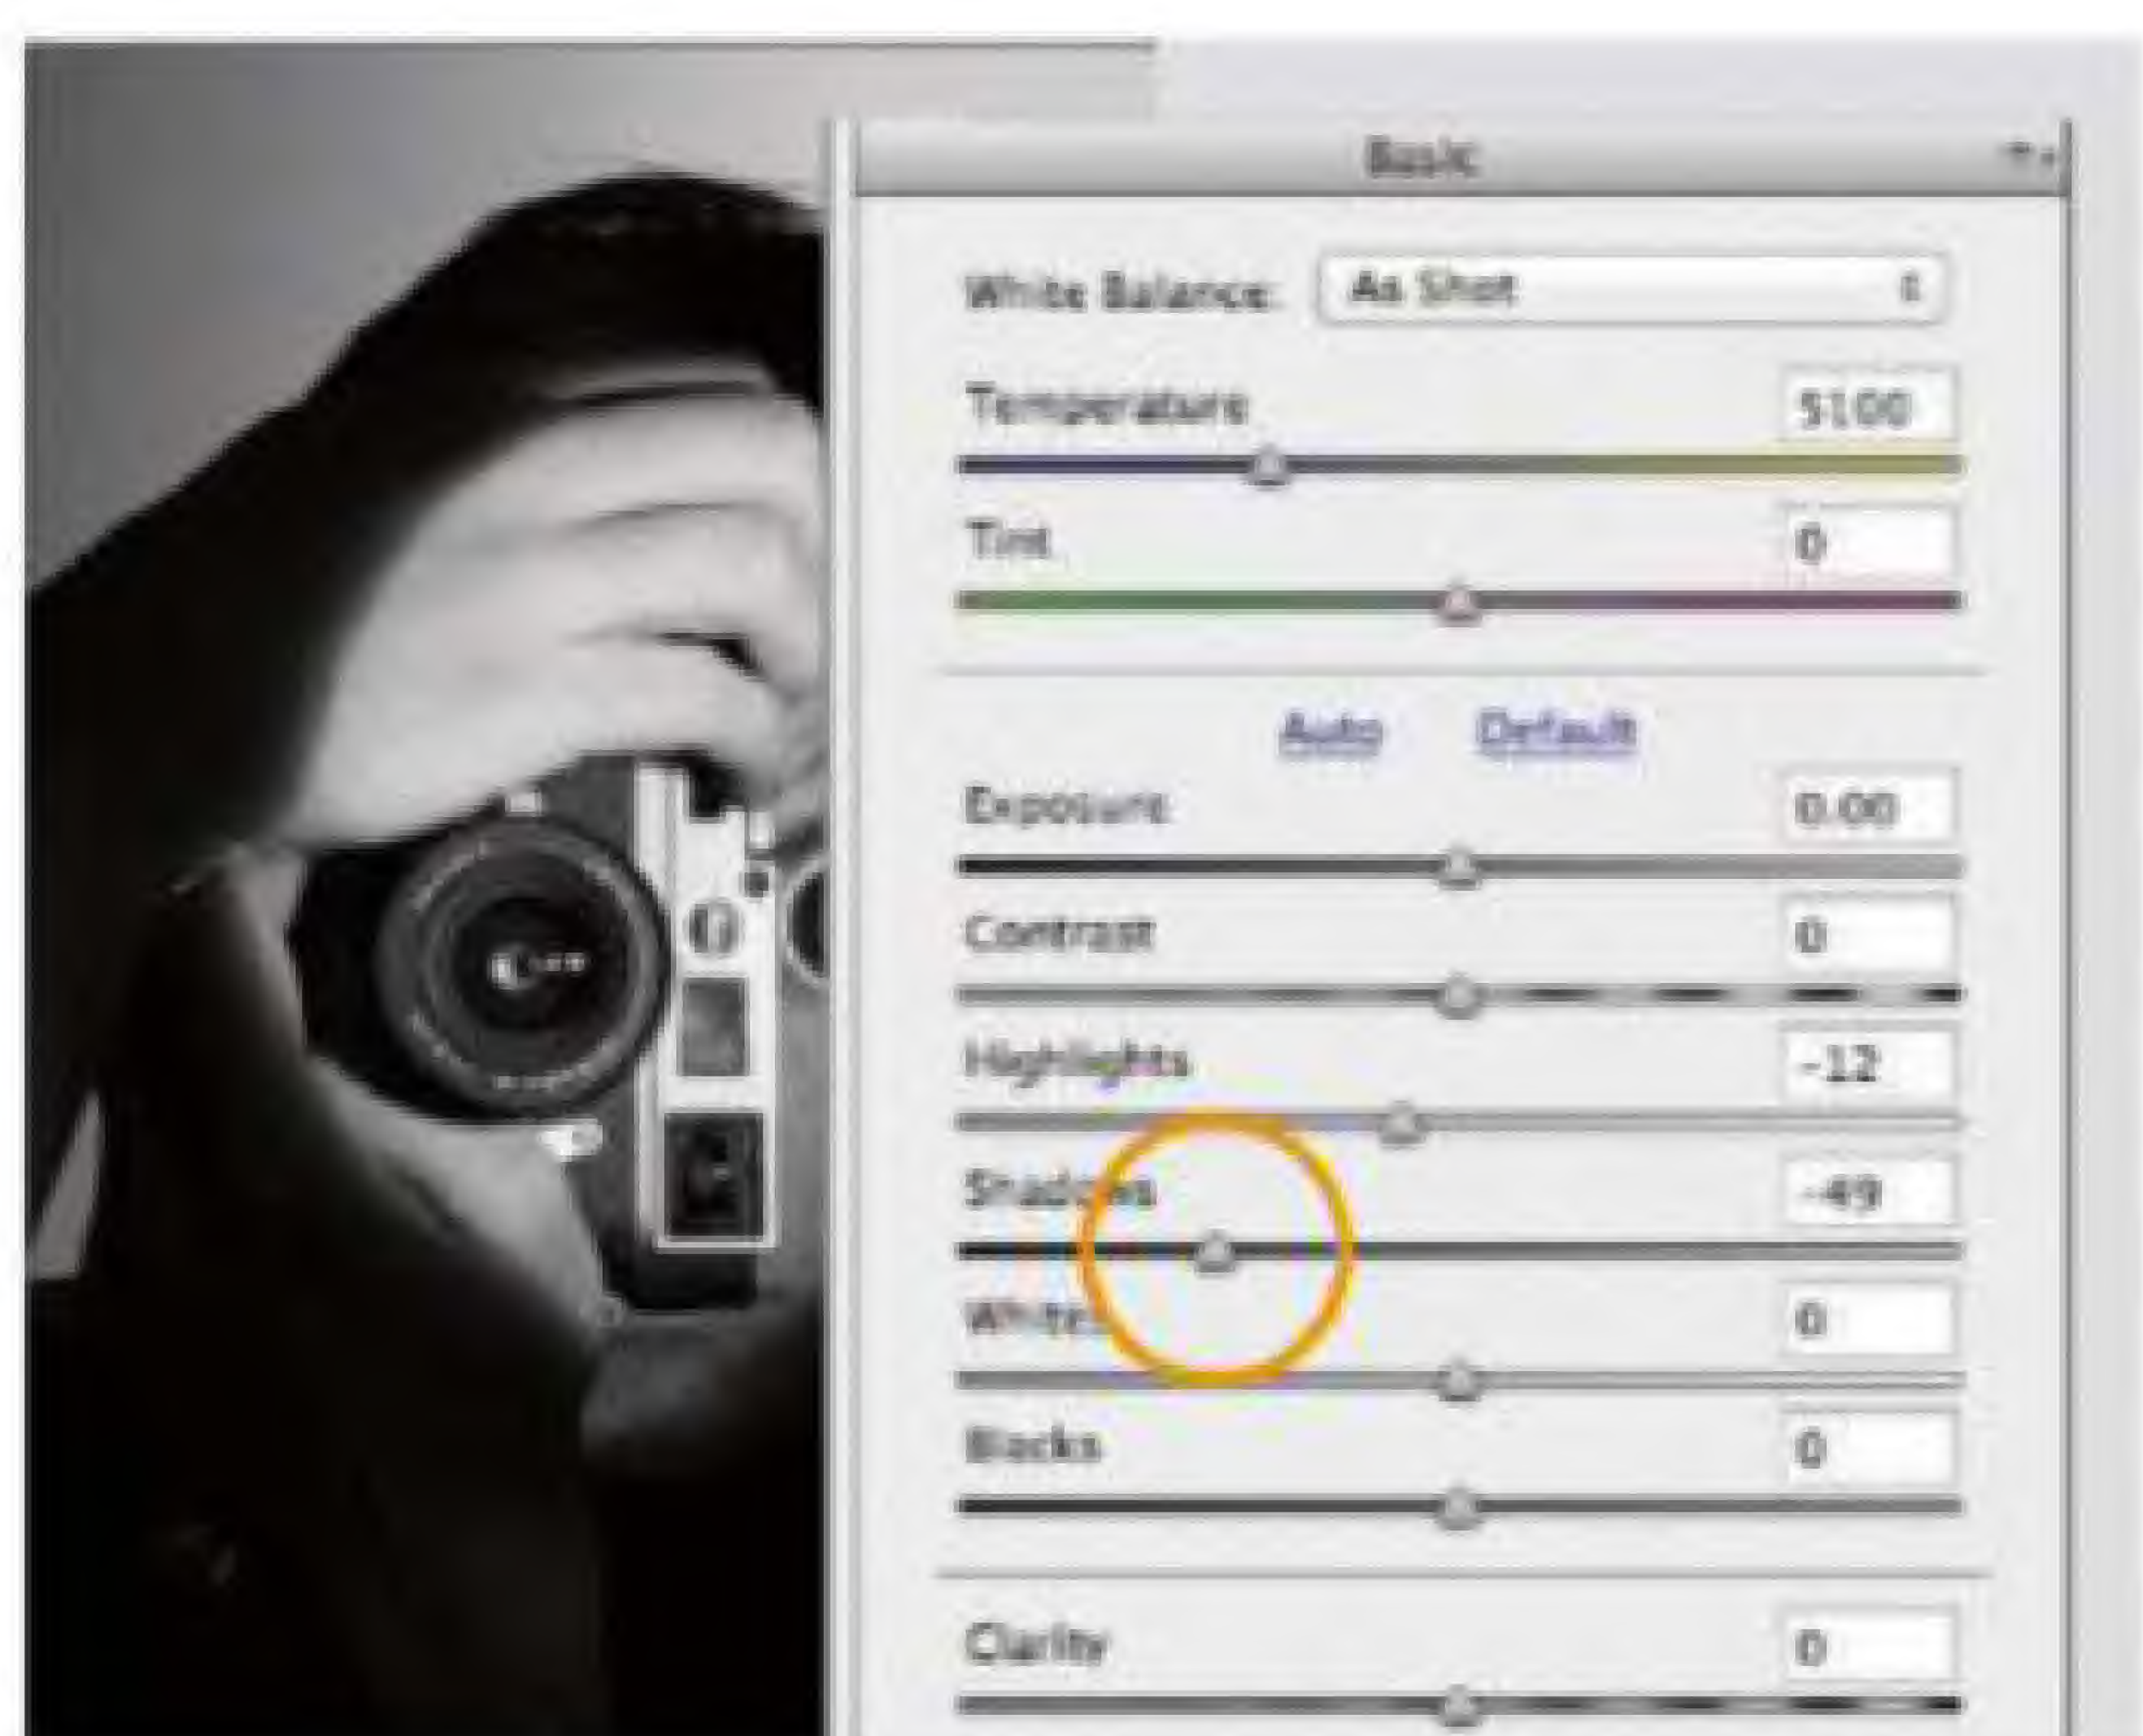 Basic
White Balance: As Shot
Temperature 5100
Tint 0
Auto Default
Exposure 0.00
Contrast 0
Highlights -12
Shadows -49
Whites 0
Blacks 0
Clarity 0